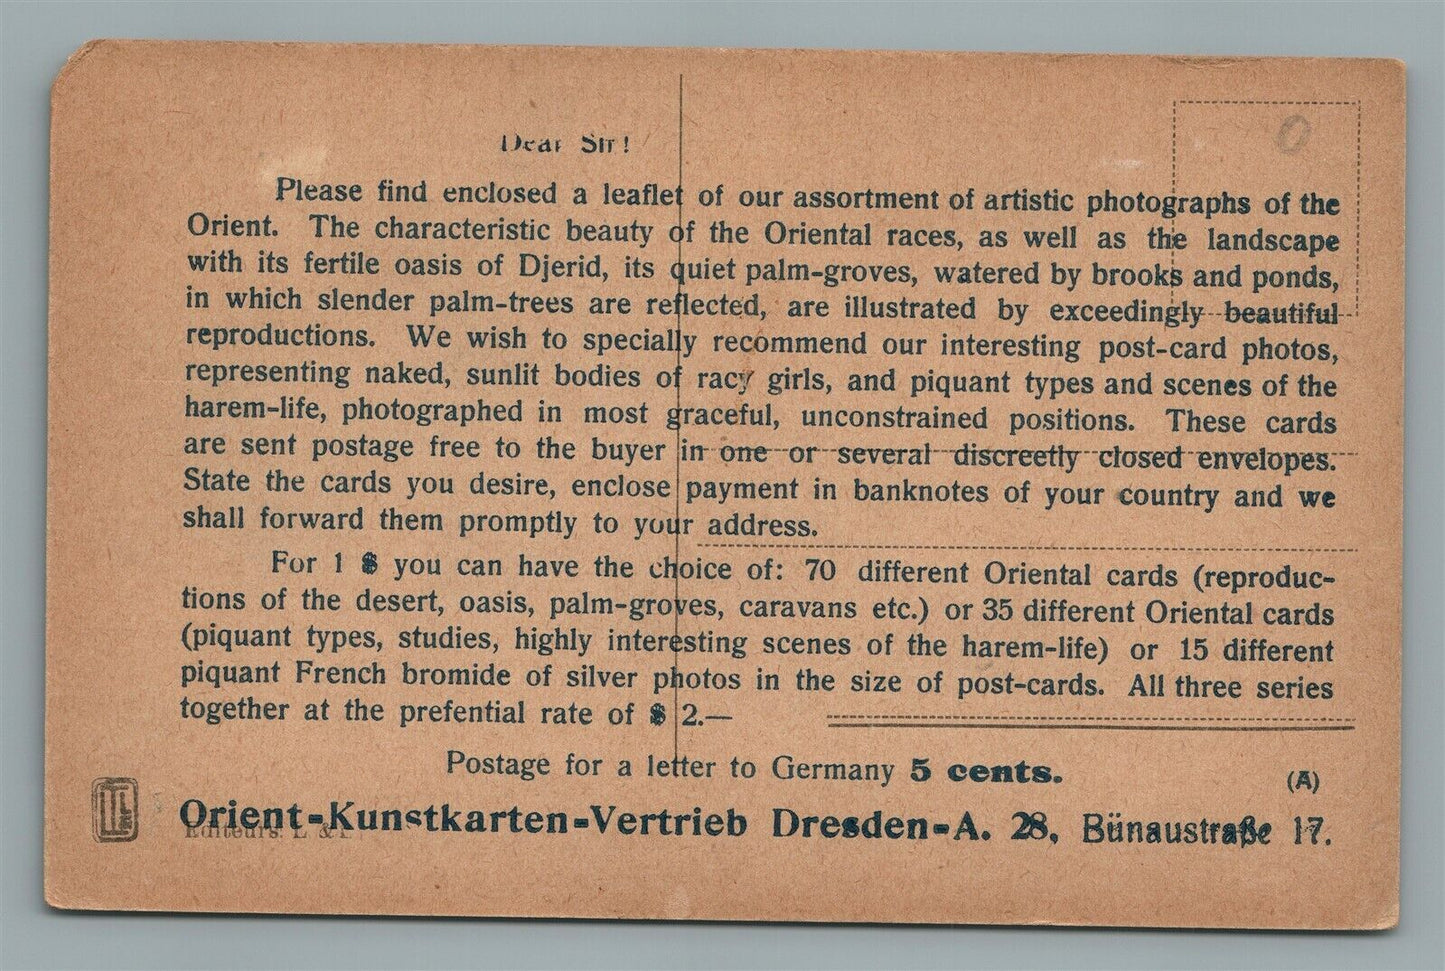 Dear Sir!
Please find enclosed a leaflet of our assortment of artistic photographs of the
Orient. The characteristic beauty of the Oriental races, as well as the landscape
with its fertile oasis of Djerid, its quiet palm-groves, watered by brooks and ponds,
in which slender palm-trees are reflected, are illustrated by exceedingly beautiful
reproductions. We wish to specially recommend our interesting post-card photos,
representing naked, sunlit bodies of racy girls, and piquant types and scenes of the
harem-life, photographed in most graceful, unconstrained positions. These cards
are sent postage free to the buyer in one or several discreetly closed envelopes.
State the cards you desire, enclose payment in banknotes of your country and we
shall forward them promptly to your address.
For 1 $ you can have the choice of: 70 different Oriental cards (reproduc-
tions of the desert, oasis, palm-groves, caravans etc.) or 35 different Oriental cards
(piquant types, studies, highly interesting scenes of the harem-life) or 15 different
piquant French bromide of silver photos in the size of post-cards. All three series
together at the prefential rate of $ 2.—
Postage for a letter to Germany 5 cents.
(A)
Orient-Kunstkarten-Vertrieb Dresden-A. 28, Bünaustraße 17.
Editeurs: L &